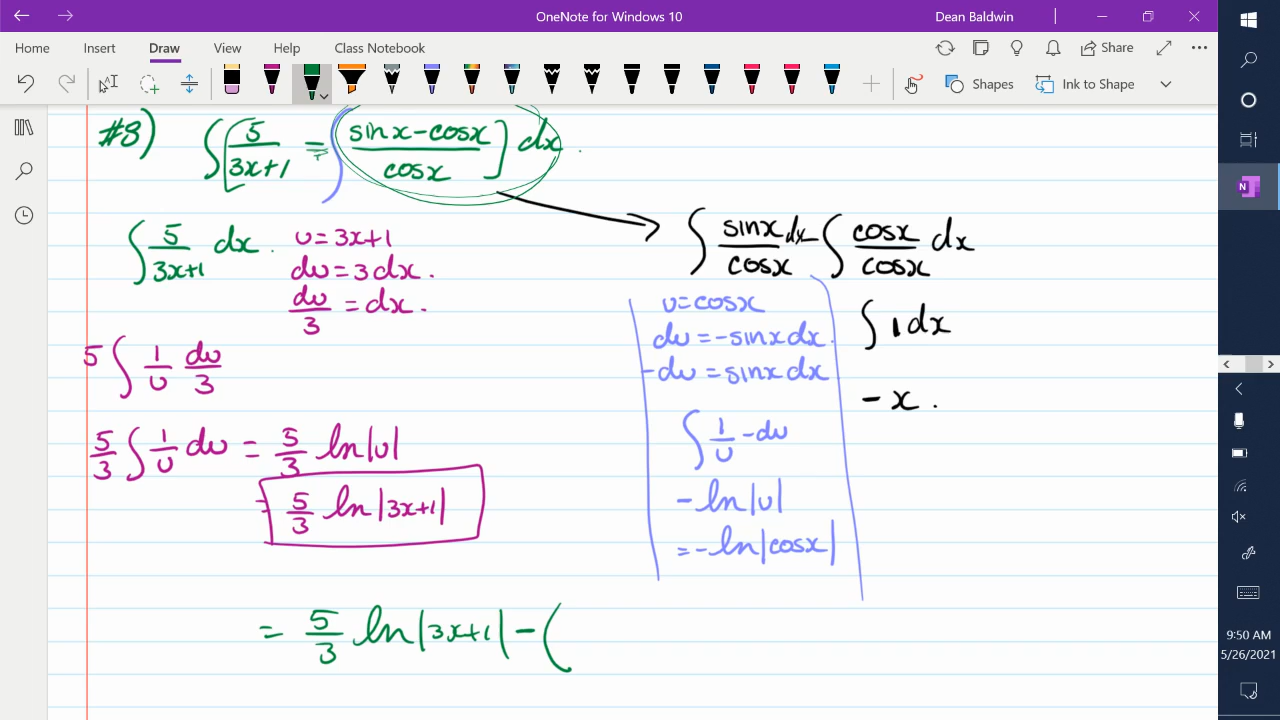 OneNote for Windows 10
Dean Baldwin
Home Insert Draw View Help Class Notebook
Share
Shapes
Ink to Shape
#8) ∫[5/(3x+1) - (sinx-cosx)/cosx] dx.
∫ 5/(3x+1) dx.
u=3x+1
du=3dx.
du/3 = dx.
5 ∫ 1/u du/3
5/3 ∫ 1/u du = 5/3 ln|u|
= 5/3 ln|3x+1|
∫ sinx/cosx dx ∫ cosx/cosx dx
u=cosx
du=-sinxdx.
-du=sinxdx
∫ 1/u -du
-ln|u|
=-ln|cosx|
∫ 1dx
-x.
= 5/3 ln|3x+1| - (
9:50 AM
5/26/2021